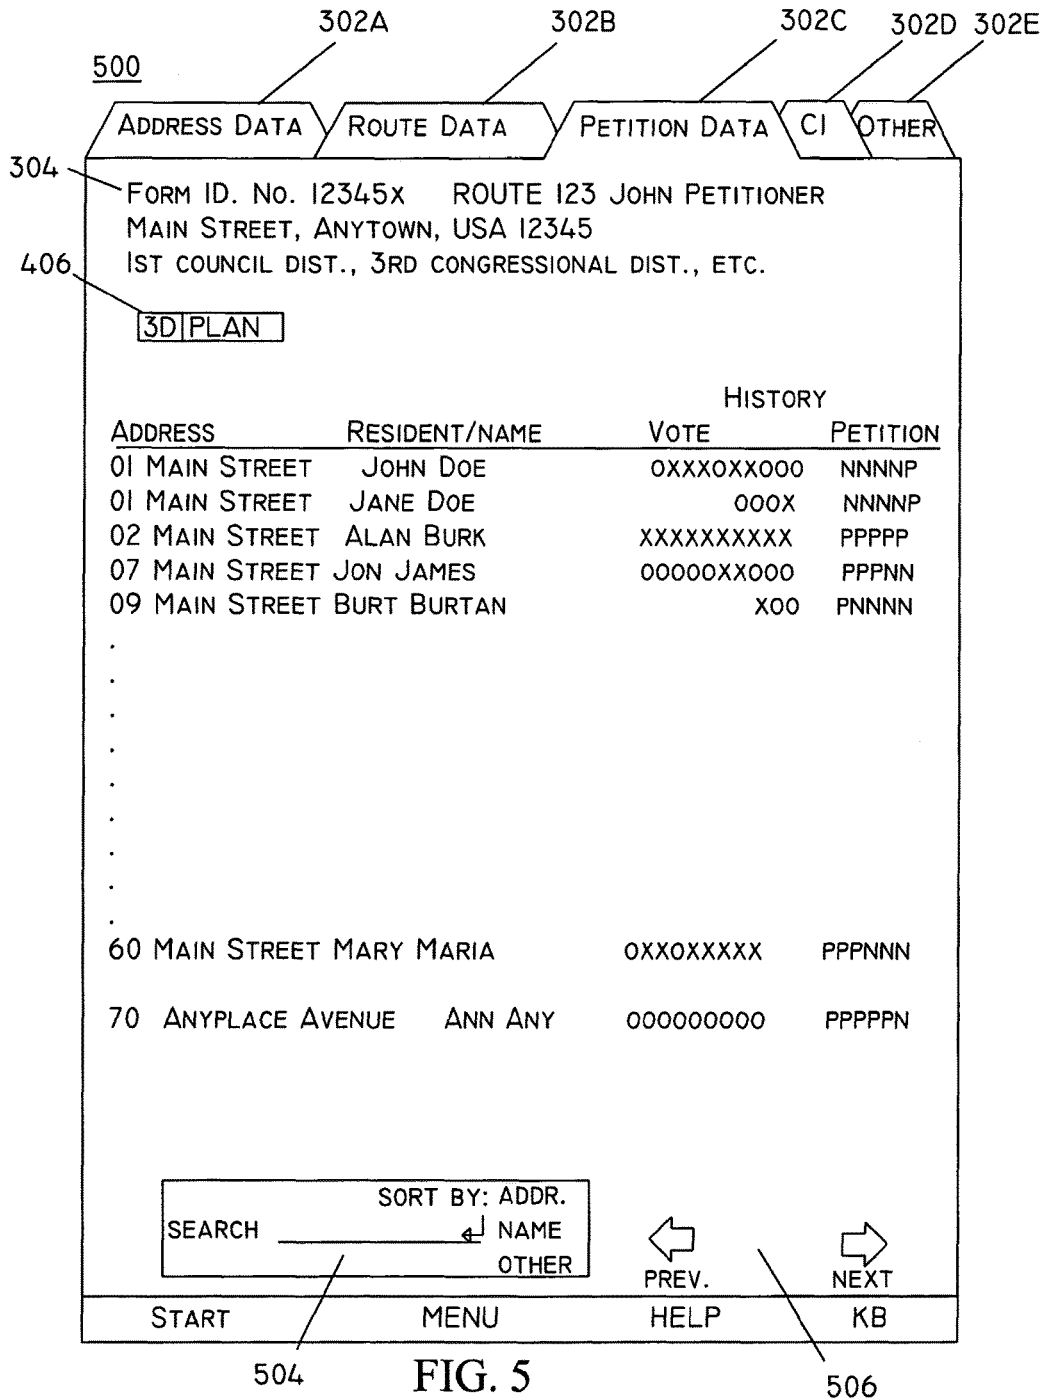 302A 302B 302C 302D 302E
500
ADDRESS DATA ROUTE DATA PETITION DATA CI OTHER
304
FORM ID. NO. 12345X ROUTE 123 JOHN PETITIONER
MAIN STREET, ANYTOWN, USA 12345
406 1ST COUNCIL DIST., 3RD CONGRESSIONAL DIST., ETC.
3D PLAN
HISTORY
ADDRESS RESIDENT/NAME VOTE PETITION
01 MAIN STREET JOHN DOE OXXXOXXOOO NNNNP
01 MAIN STREET JANE DOE OOOX NNNNP
02 MAIN STREET ALAN BURK XXXXXXXXXX PPPPP
07 MAIN STREET JON JAMES OOOOOXXOOO PPPNN
09 MAIN STREET BURT BURTAN XOO PNNNN
.
.
.
.
.
.
.
.
.
60 MAIN STREET MARY MARIA OXXOXXXXX PPPNNN
70 ANYPLACE AVENUE ANN ANY OOOOOOOOO PPPPPN
SORT BY: ADDR.
SEARCH NAME
OTHER
PREV. NEXT
START MENU HELP KB
504 FIG. 5 506